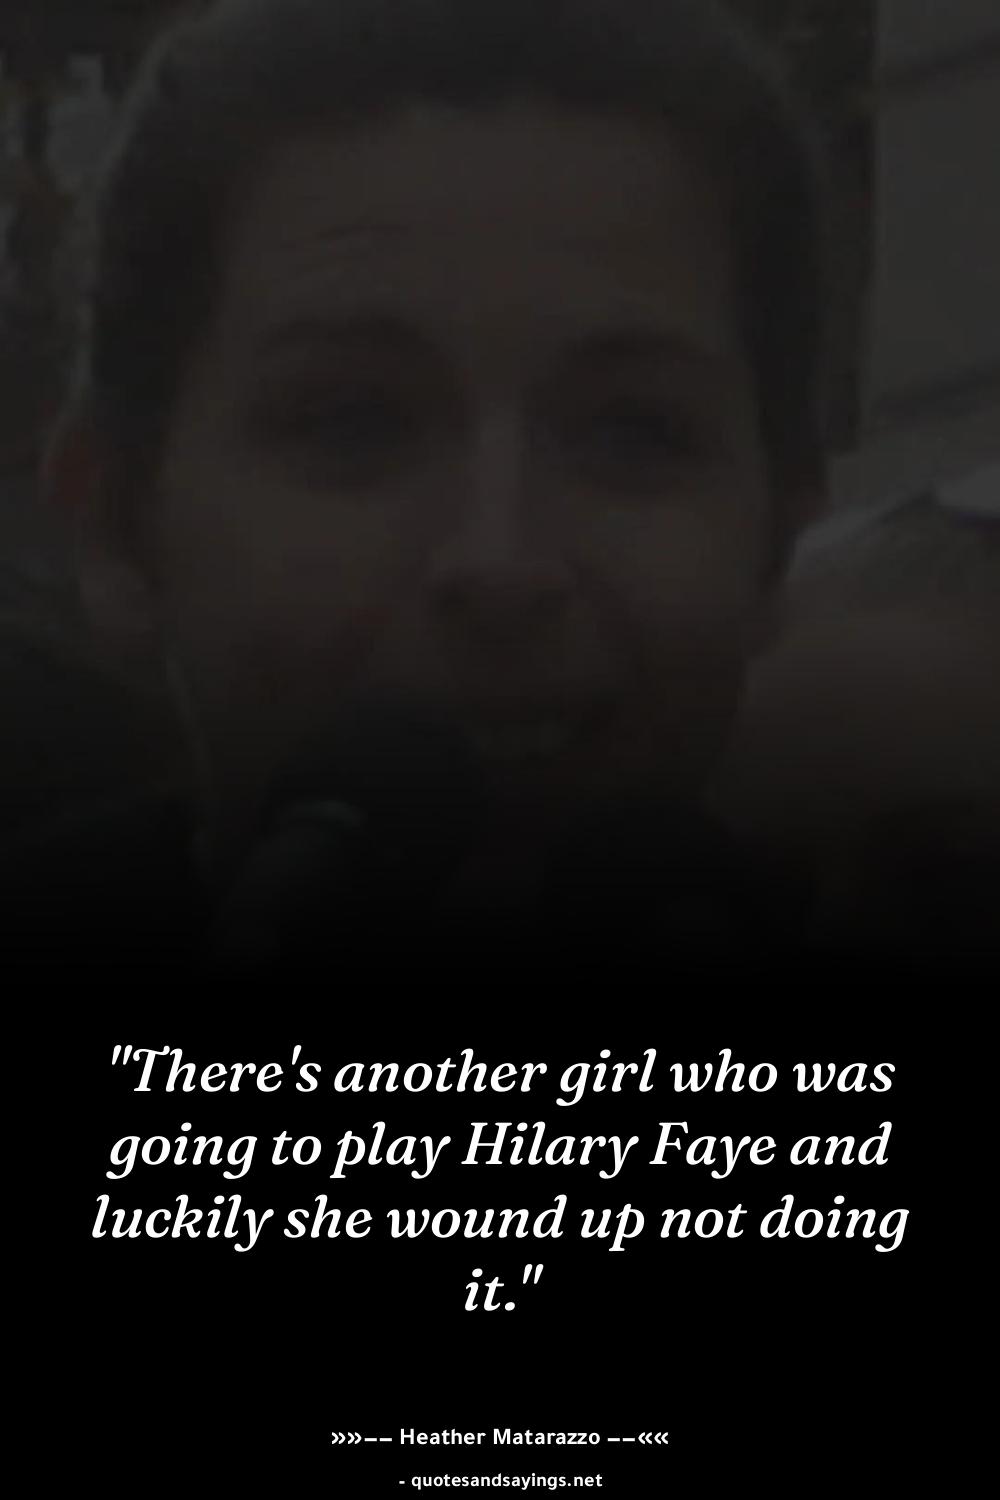 "There's another girl who was
going to play Hilary Faye and
luckily she wound up not doing
it."
»»–– Heather Matarazzo ––««
- quotesandsayings.net